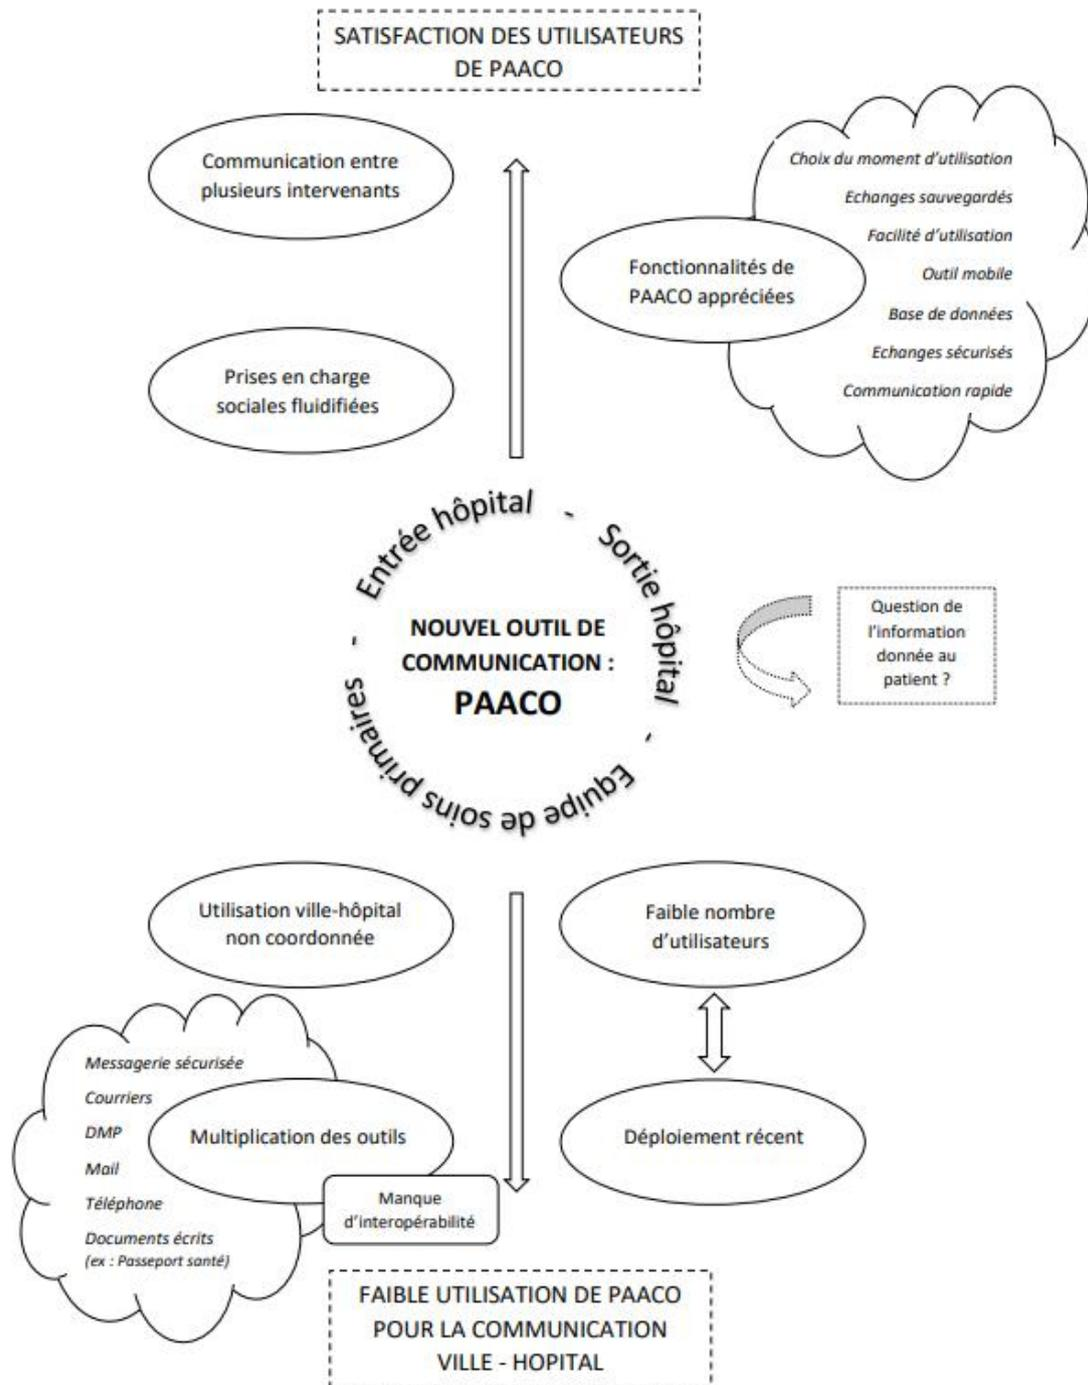 SATISFACTION DES UTILISATEURS
DE PAACO
Communication entre
plusieurs intervenants
Choix du moment d'utilisation
Echanges sauvegardés
Facilité d'utilisation
Outil mobile
Base de données
Echanges sécurisés
Communication rapide
Fonctionnalités de
PAACO appréciées
Prises en charge
sociales fluidifiées
Entrée hôpital - Sortie hôpital - Equipe de soins primaires -
NOUVEL OUTIL DE
COMMUNICATION :
PAACO
Question de
l'information
donnée au
patient ?
Utilisation ville-hôpital
non coordonnée
Faible nombre
d'utilisateurs
Messagerie sécurisée
Courriers
DMP
Mail
Téléphone
Documents écrits
(ex : Passeport santé)
Multiplication des outils
Déploiement récent
Manque
d'interopérabilité
FAIBLE UTILISATION DE PAACO
POUR LA COMMUNICATION
VILLE - HOPITAL